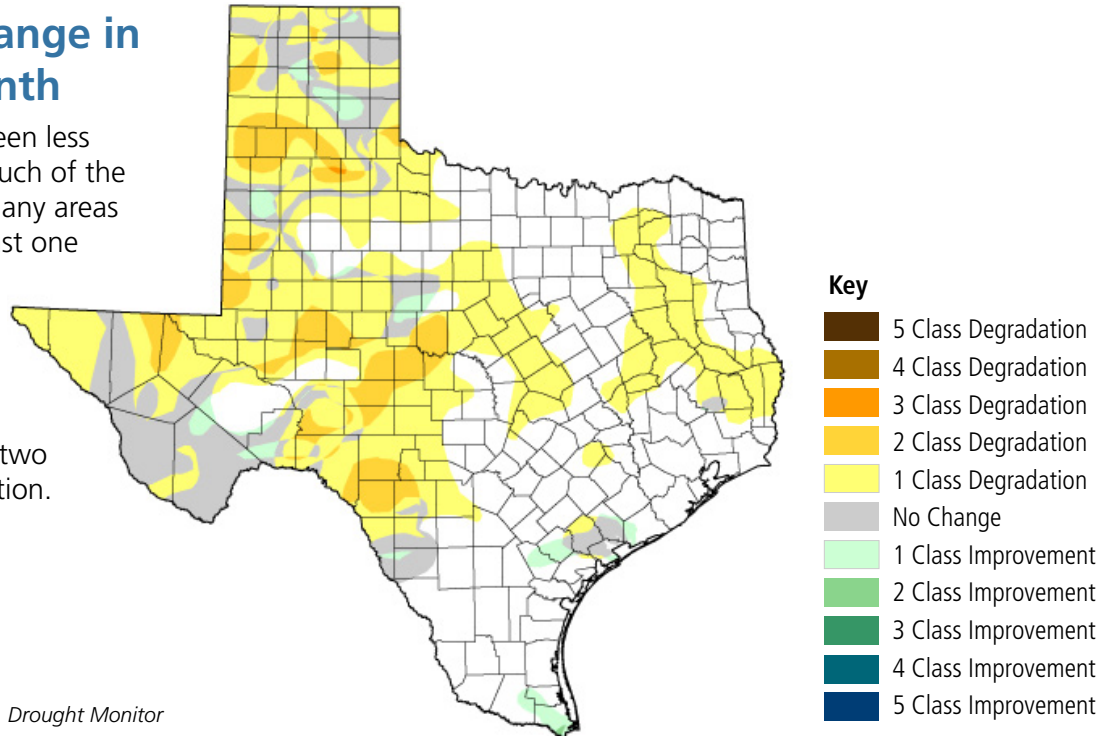 ange in
nth
een less
uch of the
any areas
st one
two
tion.
Drought Monitor
Key
5 Class Degradation
4 Class Degradation
3 Class Degradation
2 Class Degradation
1 Class Degradation
No Change
1 Class Improvement
2 Class Improvement
3 Class Improvement
4 Class Improvement
5 Class Improvement